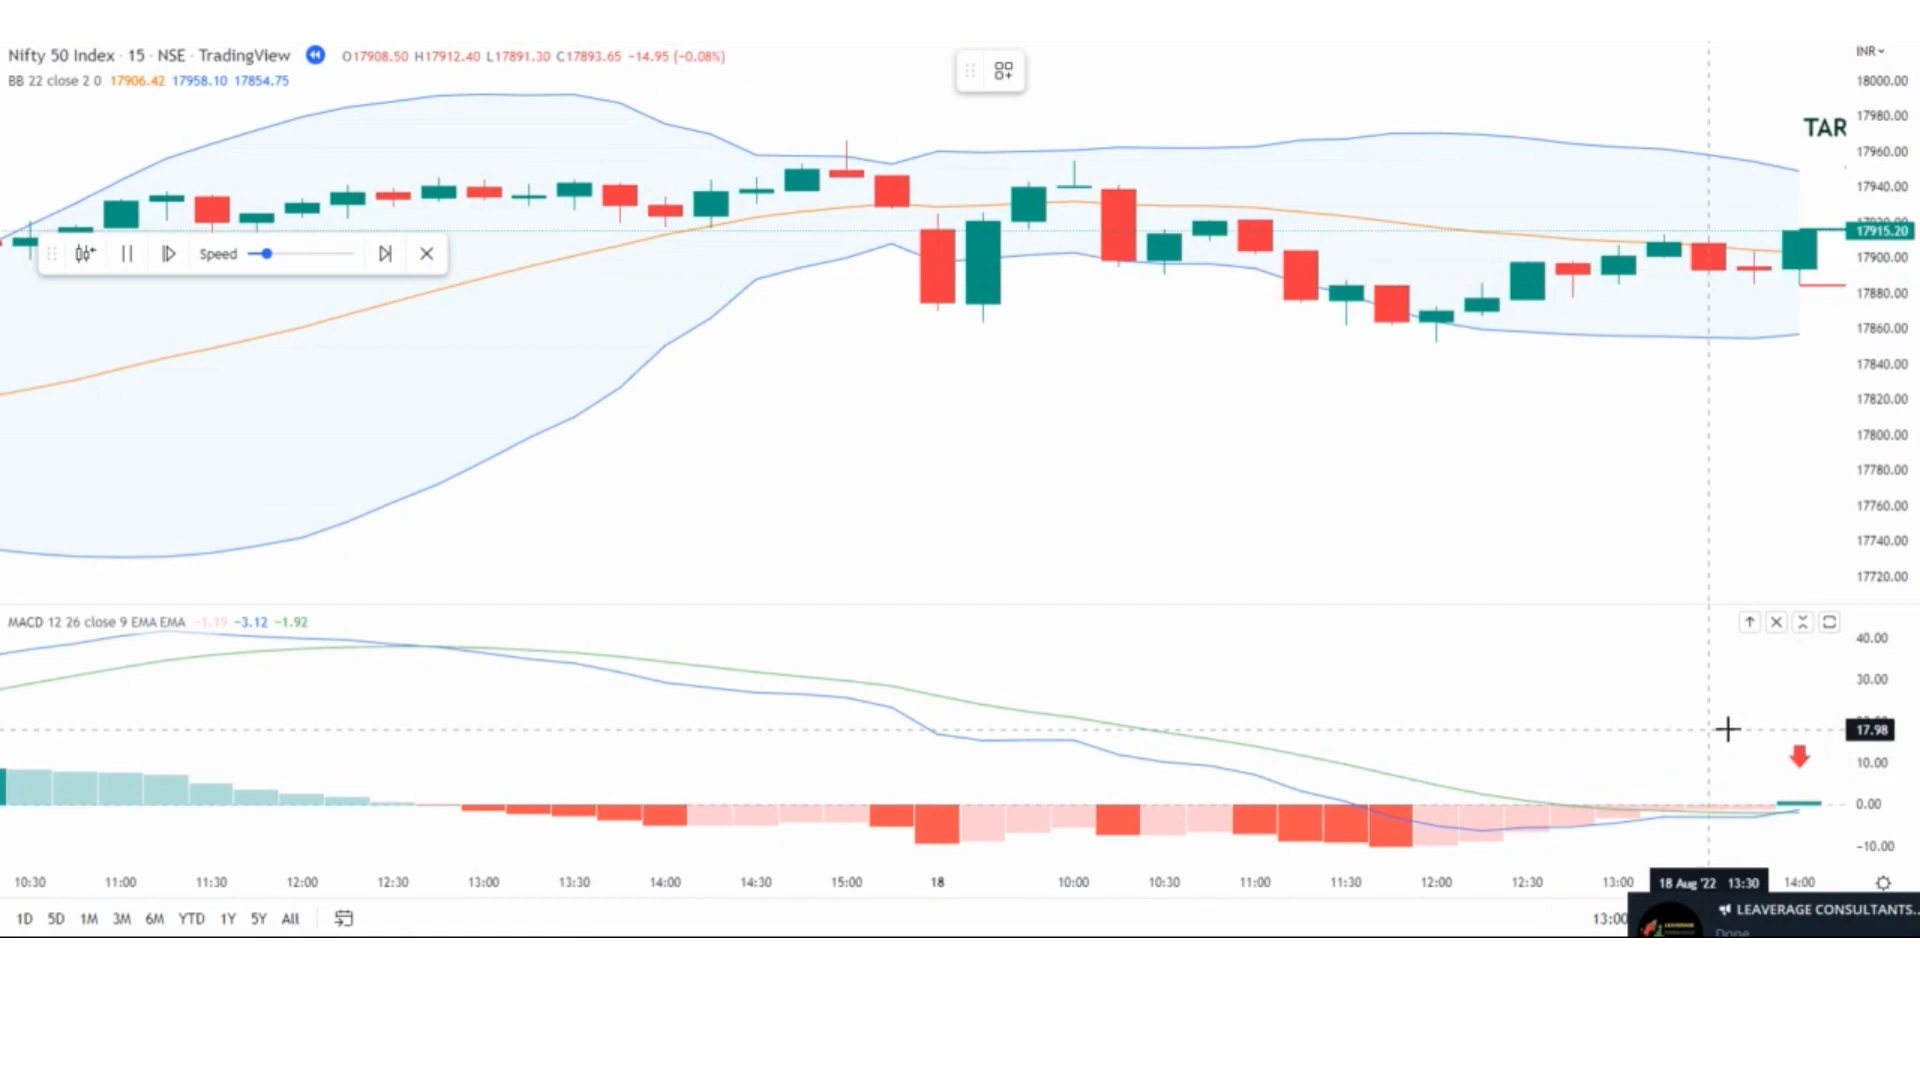 Nifty 50 Index · 15 · NSE · TradingView O17908.50 H17912.40 L17891.30 C17893.65 −14.95 (−0.08%)
BB 22 close 2 0 17906.42 17958.10 17854.75
INR
18000.00
17980.00
TAR
17960.00
17940.00
17915.20
Speed
17900.00
17880.00
17860.00
17840.00
17820.00
17800.00
17780.00
17760.00
17740.00
17720.00
MACD 12 26 close 9 EMA EMA −1.19 −3.12 −1.92
40.00
30.00
17.98
10.00
0.00
−10.00
10:30 11:00 11:30 12:00 12:30 13:00 13:30 14:00 14:30 15:00 18 10:00 10:30 11:00 11:30 12:00 12:30 13:00 18 Aug '22 13:30 14:00
1D 5D 1M 3M 6M YTD 1Y 5Y All 13:00
LEAVERAGE CONSULTANTS...